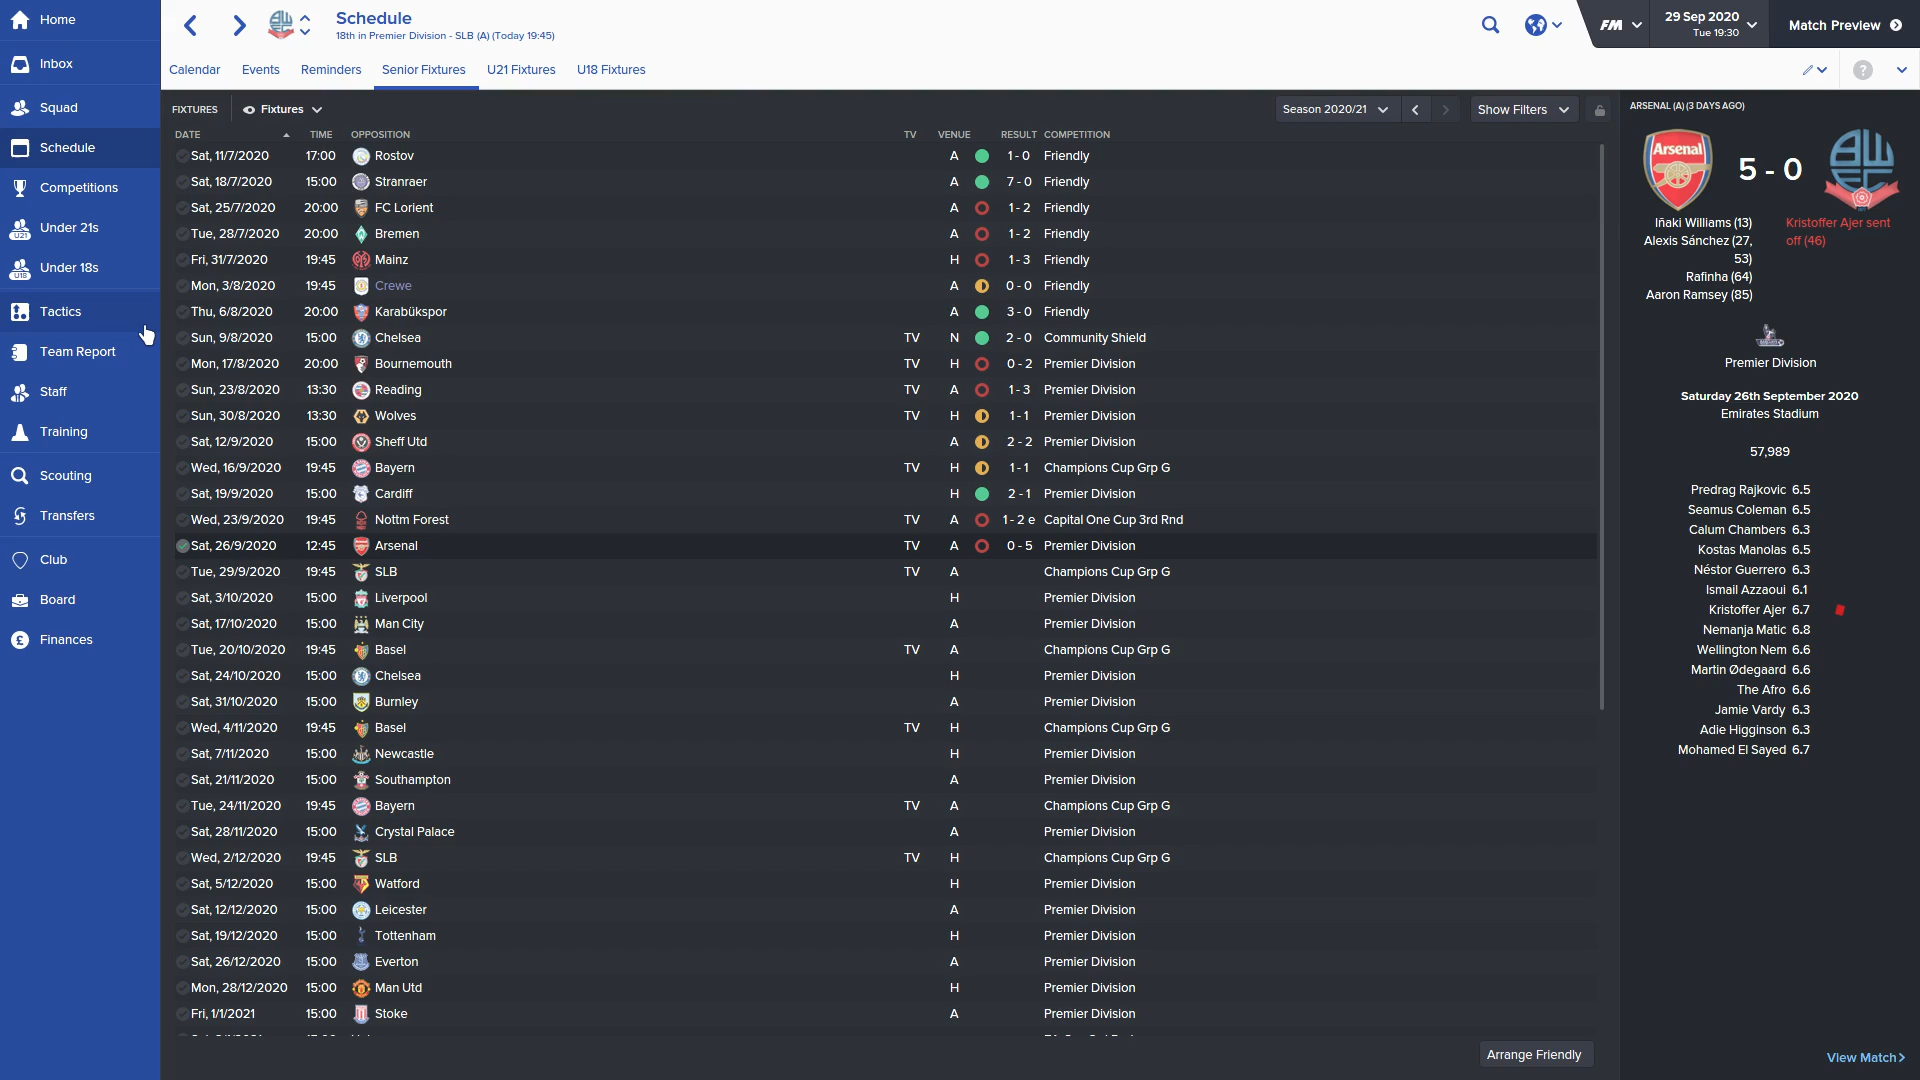 Home
Inbox
Squad
Schedule
Competitions
Under 21s
Under 18s
Tactics
Team Report
Staff
Training
Scouting
Transfers
Club
Board
Finances
Schedule
18th in Premier Division - SLB (A) (Today 19:45)
FM
29 Sep 2020
Tue 19:30
Match Preview
Calendar Events Reminders Senior Fixtures U21 Fixtures U18 Fixtures
FIXTURES Fixtures Season 2020/21 Show Filters
DATE TIME OPPOSITION TV VENUE RESULT COMPETITION
Sat, 11/7/2020 17:00 Rostov A 1 - 0 Friendly
Sat, 18/7/2020 15:00 Stranraer A 7 - 0 Friendly
Sat, 25/7/2020 20:00 FC Lorient A 1 - 2 Friendly
Tue, 28/7/2020 20:00 Bremen A 1 - 2 Friendly
Fri, 31/7/2020 19:45 Mainz H 1 - 3 Friendly
Mon, 3/8/2020 19:45 Crewe A 0 - 0 Friendly
Thu, 6/8/2020 20:00 Karabükspor A 3 - 0 Friendly
Sun, 9/8/2020 15:00 Chelsea TV N 2 - 0 Community Shield
Mon, 17/8/2020 20:00 Bournemouth TV H 0 - 2 Premier Division
Sun, 23/8/2020 13:30 Reading TV A 1 - 3 Premier Division
Sun, 30/8/2020 13:30 Wolves TV H 1 - 1 Premier Division
Sat, 12/9/2020 15:00 Sheff Utd A 2 - 2 Premier Division
Wed, 16/9/2020 19:45 Bayern TV H 1 - 1 Champions Cup Grp G
Sat, 19/9/2020 15:00 Cardiff H 2 - 1 Premier Division
Wed, 23/9/2020 19:45 Nottm Forest TV A 1 - 2 e Capital One Cup 3rd Rnd
Sat, 26/9/2020 12:45 Arsenal TV A 0 - 5 Premier Division
Tue, 29/9/2020 19:45 SLB TV A Champions Cup Grp G
Sat, 3/10/2020 15:00 Liverpool H Premier Division
Sat, 17/10/2020 15:00 Man City A Premier Division
Tue, 20/10/2020 19:45 Basel TV A Champions Cup Grp G
Sat, 24/10/2020 15:00 Chelsea H Premier Division
Sat, 31/10/2020 15:00 Burnley A Premier Division
Wed, 4/11/2020 19:45 Basel TV H Champions Cup Grp G
Sat, 7/11/2020 15:00 Newcastle H Premier Division
Sat, 21/11/2020 15:00 Southampton A Premier Division
Tue, 24/11/2020 19:45 Bayern TV A Champions Cup Grp G
Sat, 28/11/2020 15:00 Crystal Palace A Premier Division
Wed, 2/12/2020 19:45 SLB TV H Champions Cup Grp G
Sat, 5/12/2020 15:00 Watford H Premier Division
Sat, 12/12/2020 15:00 Leicester A Premier Division
Sat, 19/12/2020 15:00 Tottenham H Premier Division
Sat, 26/12/2020 15:00 Everton A Premier Division
Mon, 28/12/2020 15:00 Man Utd H Premier Division
Fri, 1/1/2021 15:00 Stoke A Premier Division
Arrange Friendly
ARSENAL (A) (3 DAYS AGO)
Arsenal
5 - 0
Iñaki Williams (13)
Alexis Sánchez (27,
53)
Rafinha (64)
Aaron Ramsey (85)
Kristoffer Ajer sent
off (46)
Premier Division
Saturday 26th September 2020
Emirates Stadium
57,989
Predrag Rajkovic 6.5
Seamus Coleman 6.5
Calum Chambers 6.3
Kostas Manolas 6.5
Néstor Guerrero 6.3
Ismail Azzaoui 6.1
Kristoffer Ajer 6.7
Nemanja Matic 6.8
Wellington Nem 6.6
Martin Ødegaard 6.6
The Afro 6.6
Jamie Vardy 6.3
Adie Higginson 6.3
Mohamed El Sayed 6.7
View Match